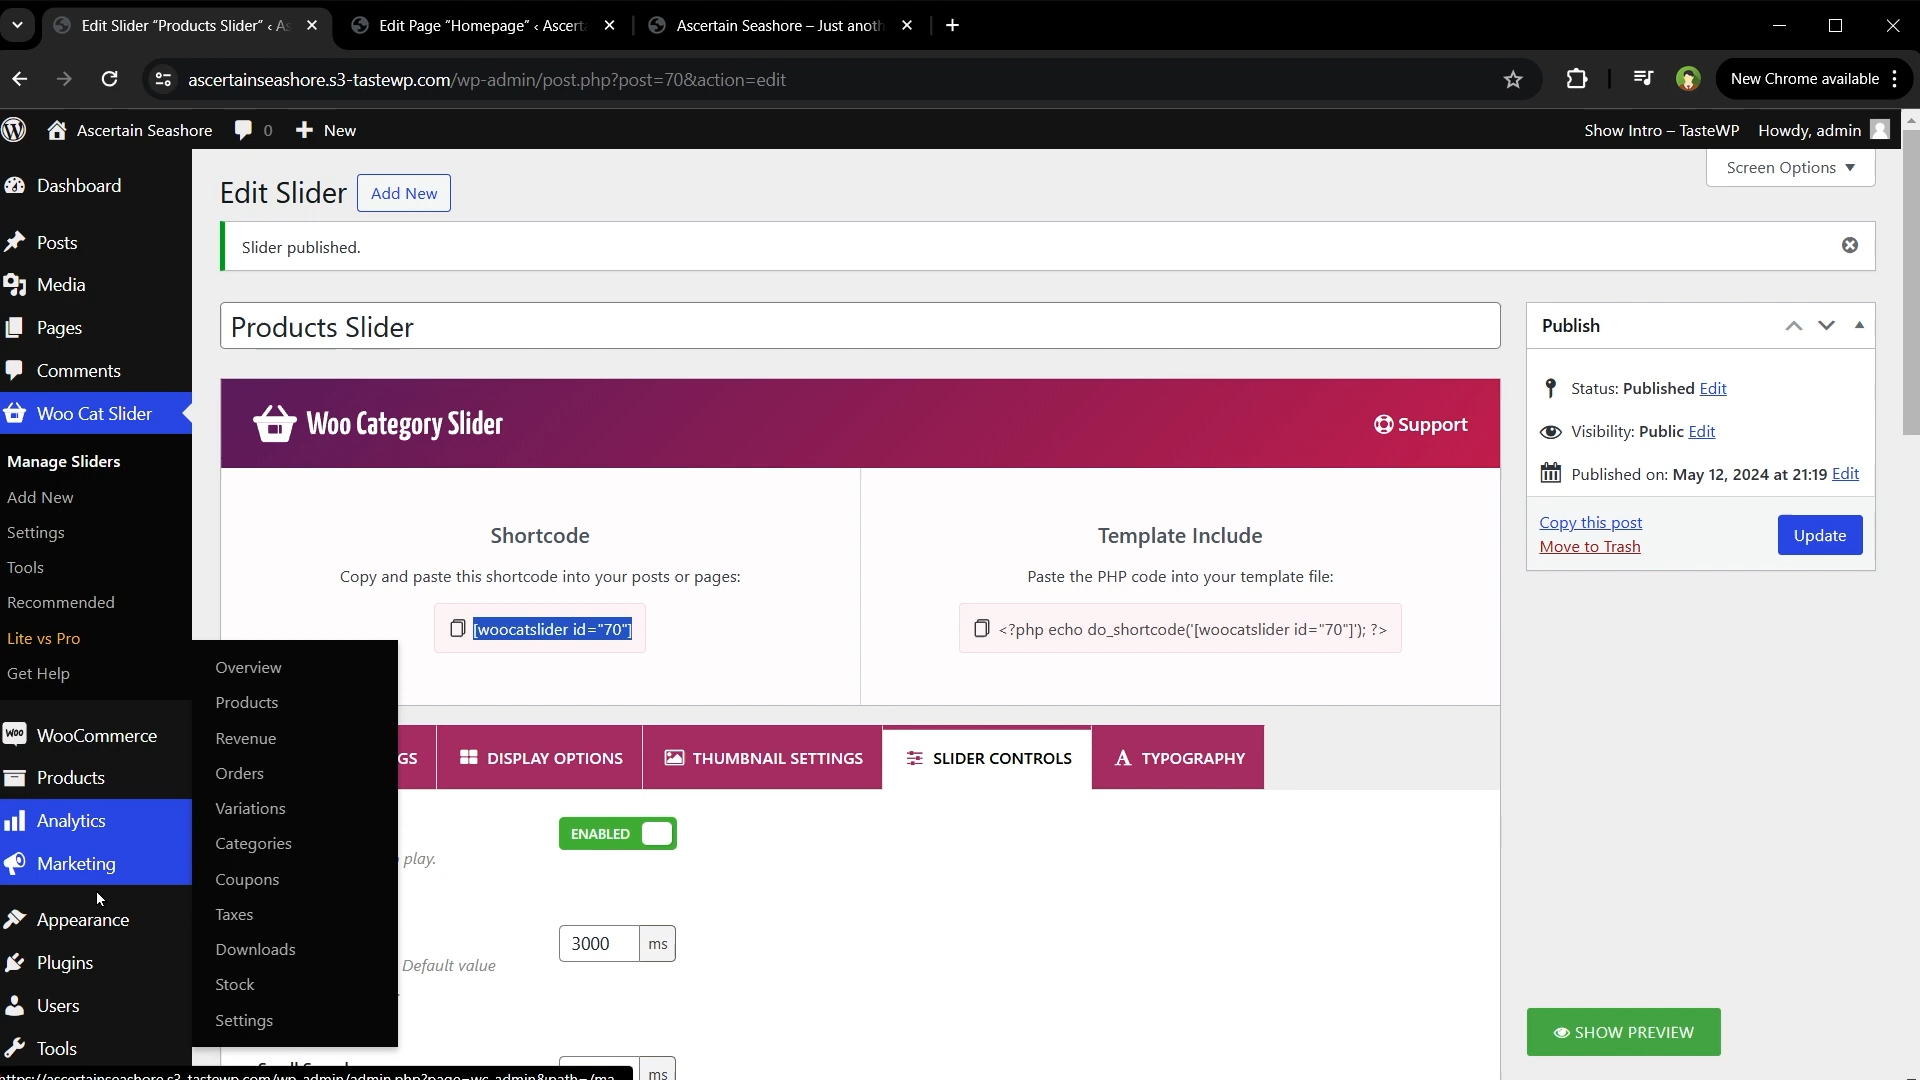 Edit Slider "Products Slider" ‹ As
Edit Page "Homepage" ‹ Ascert
Ascertain Seashore – Just anoth
ascertainseashore.s3-tastewp.com/wp-admin/post.php?post=70&action=edit
New Chrome available
Ascertain Seashore
0
New
Show Intro – TasteWP
Howdy, admin
Dashboard
Posts
Media
Pages
Comments
Woo Cat Slider
Manage Sliders
Add New
Settings
Tools
Recommended
Lite vs Pro
Get Help
WooCommerce
Products
Analytics
Marketing
Appearance
Plugins
Users
Tools
Overview
Products
Revenue
Orders
Variations
Categories
Coupons
Taxes
Downloads
Stock
Settings
Screen Options
Edit Slider
Add New
Slider published.
Products Slider
Woo Category Slider
Support
Shortcode
Copy and paste this shortcode into your posts or pages:
[woocatslider id="70"]
Template Include
Paste the PHP code into your template file:
<?php echo do_shortcode('[woocatslider id="70"]'); ?>
GS
DISPLAY OPTIONS
THUMBNAIL SETTINGS
SLIDER CONTROLS
TYPOGRAPHY
ENABLED
play.
3000 ms
Default value
ms
Publish
Status: Published Edit
Visibility: Public Edit
Published on: May 12, 2024 at 21:19 Edit
Copy this post
Move to Trash
Update
SHOW PREVIEW